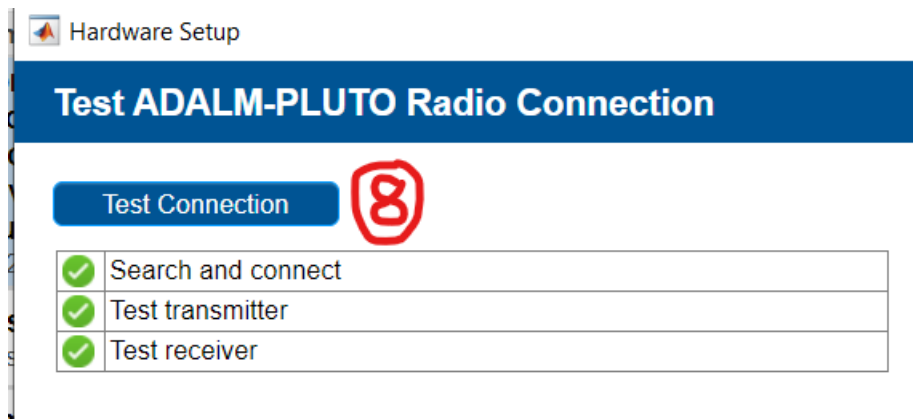 Hardware Setup
Test ADALM-PLUTO Radio Connection
Test Connection
8
Search and connect
Test transmitter
Test receiver